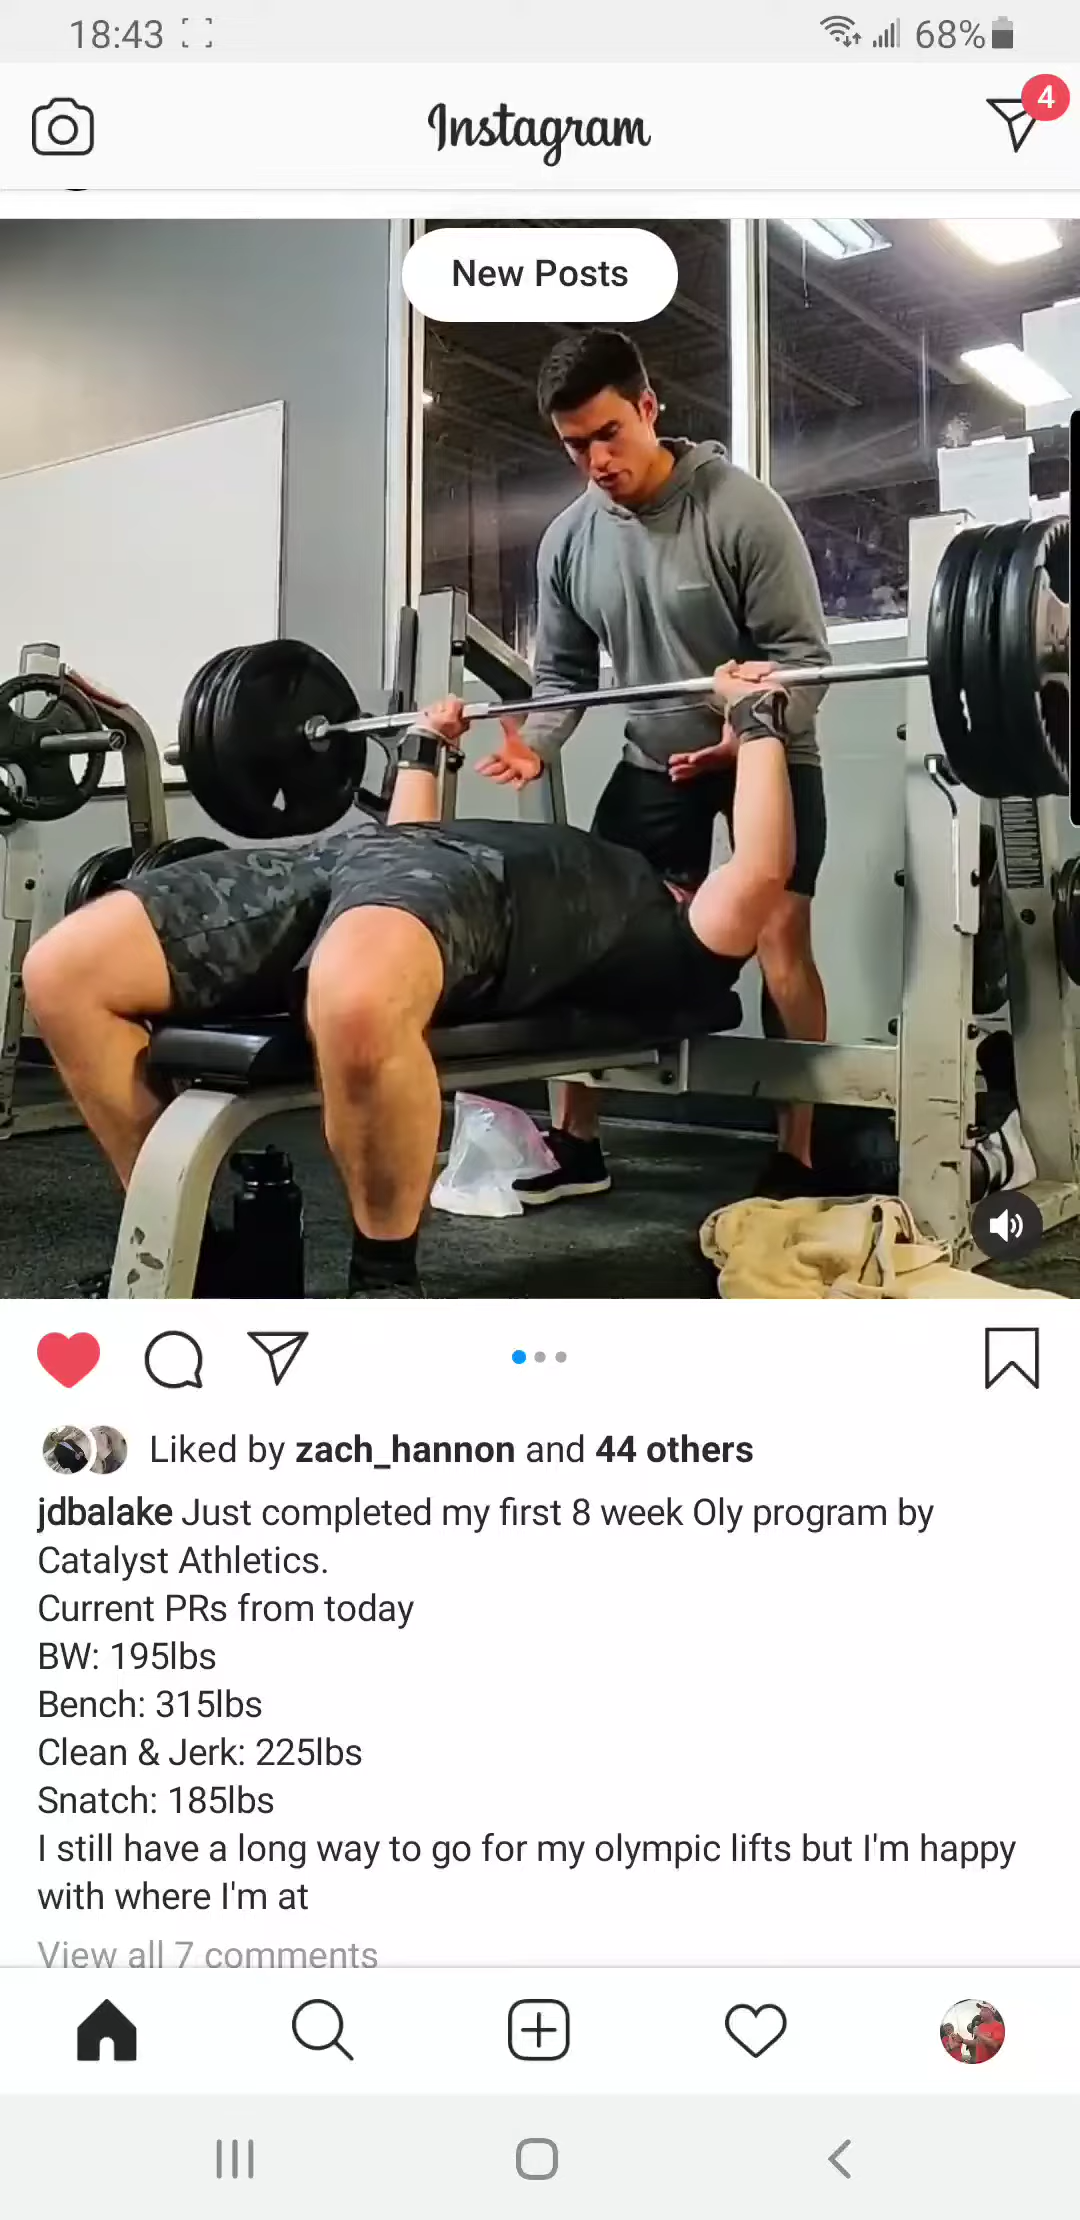 18:43
68%
Instagram
4
New Posts
Liked by zach_hannon and 44 others
jdbalake Just completed my first 8 week Oly program by
Catalyst Athletics.
Current PRs from today
BW: 195lbs
Bench: 315lbs
Clean & Jerk: 225lbs
Snatch: 185lbs
I still have a long way to go for my olympic lifts but I'm happy
with where I'm at
View all 7 comments